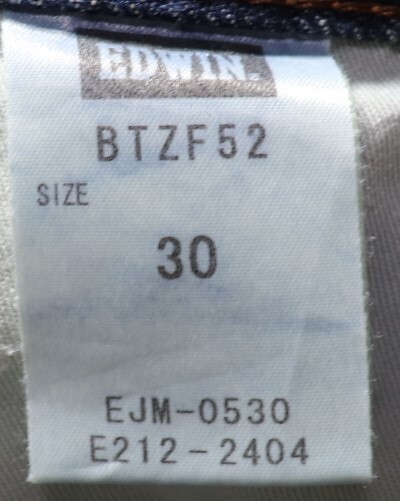 EDWIN.
BTZF52
SIZE
30
EJM-0530
E212-2404